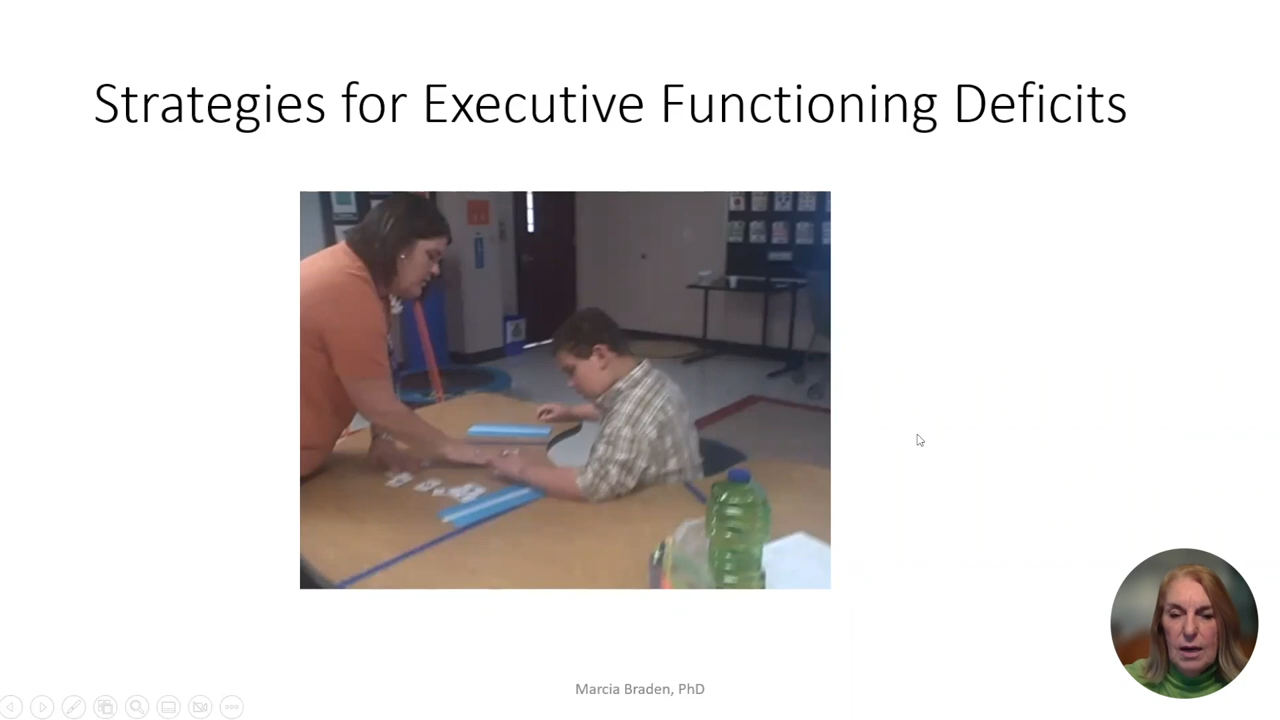 Strategies for Executive Functioning Deficits
Marcia Braden, PhD